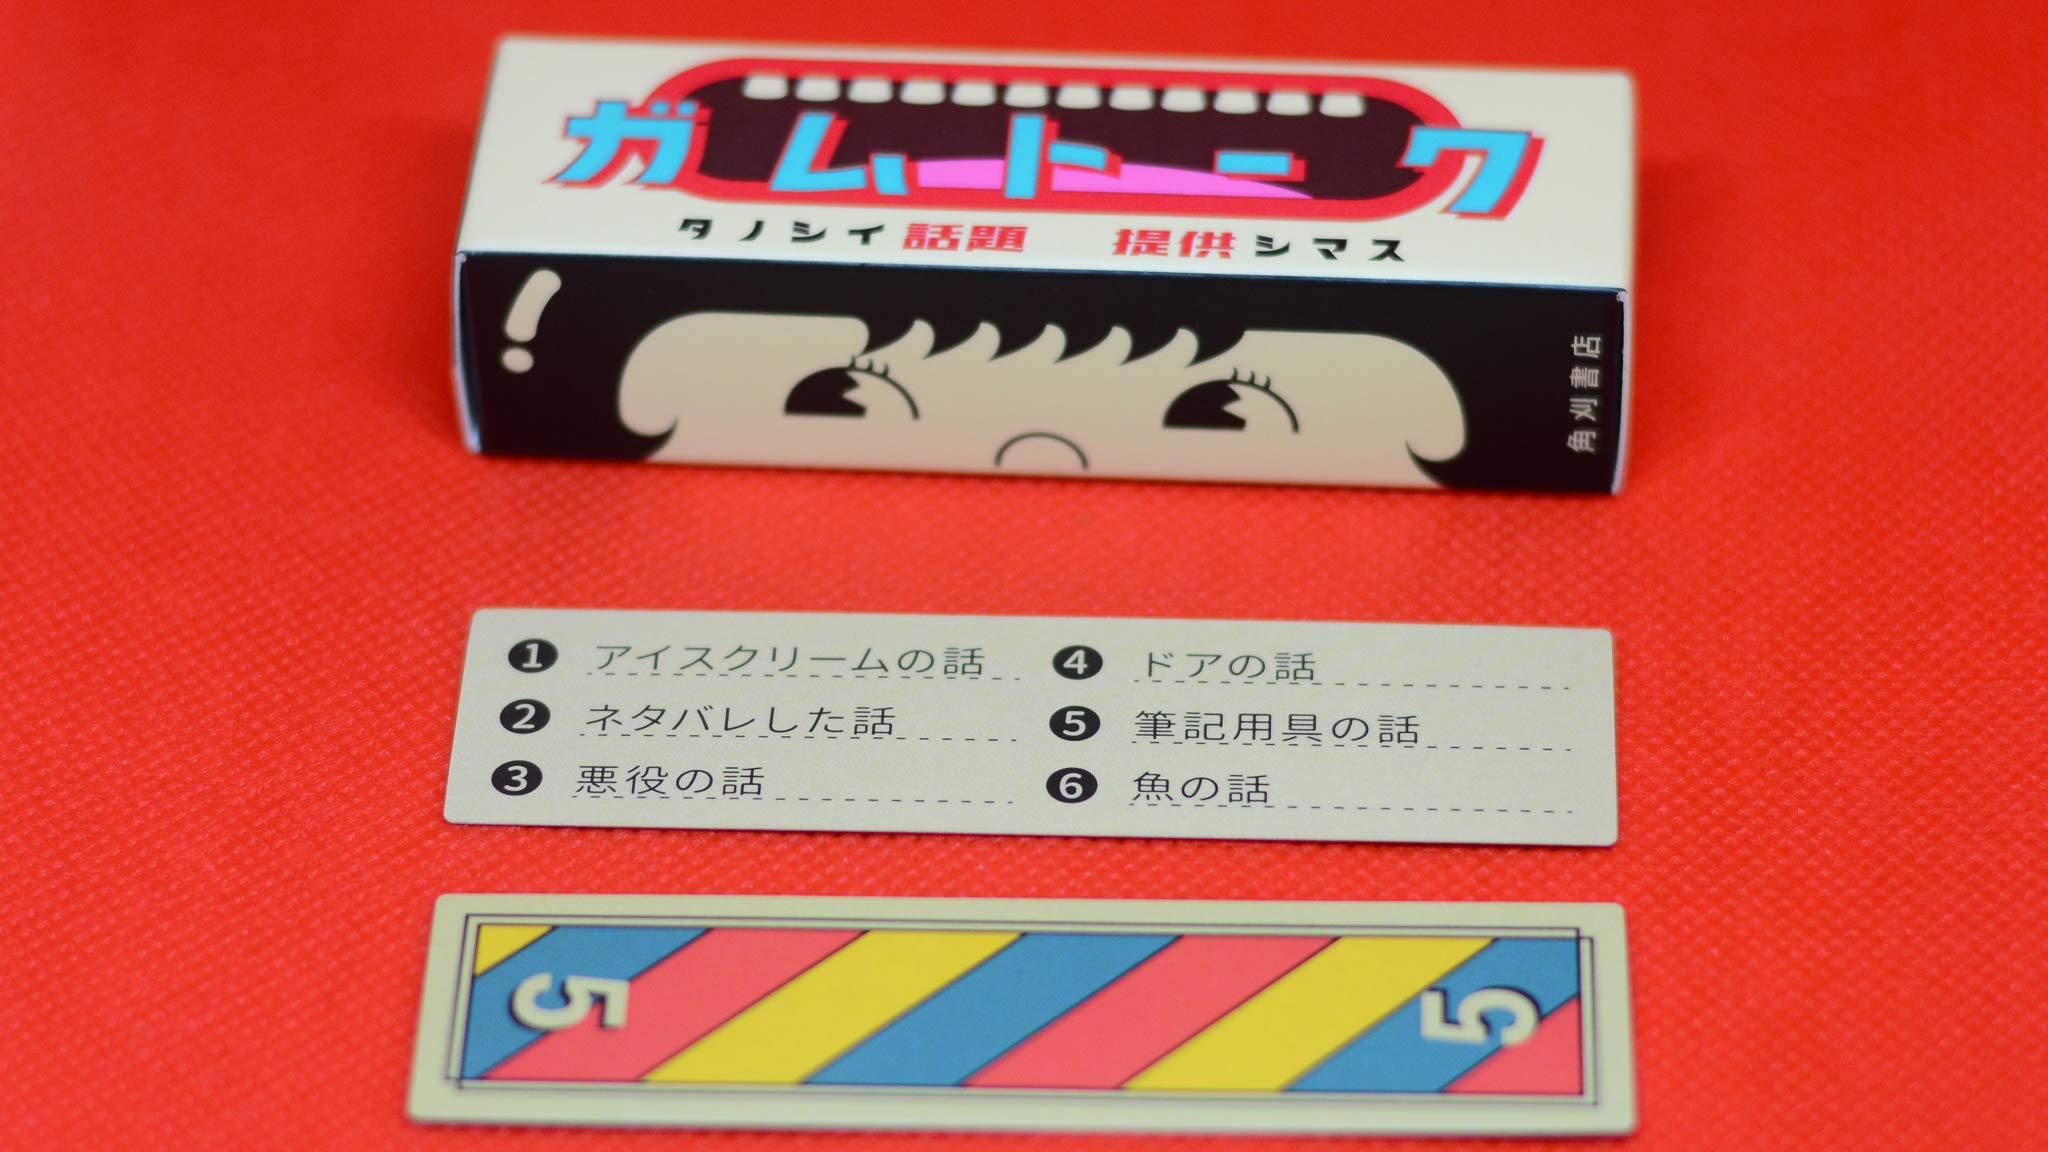 ガムトーク
タノシイ話題 提供シマス
!
角刈書店
❶ アイスクリームの話
❷ ネタバレした話
❸ 悪役の話
❹ ドアの話
❺ 筆記用具の話
❻ 魚の話
5
5